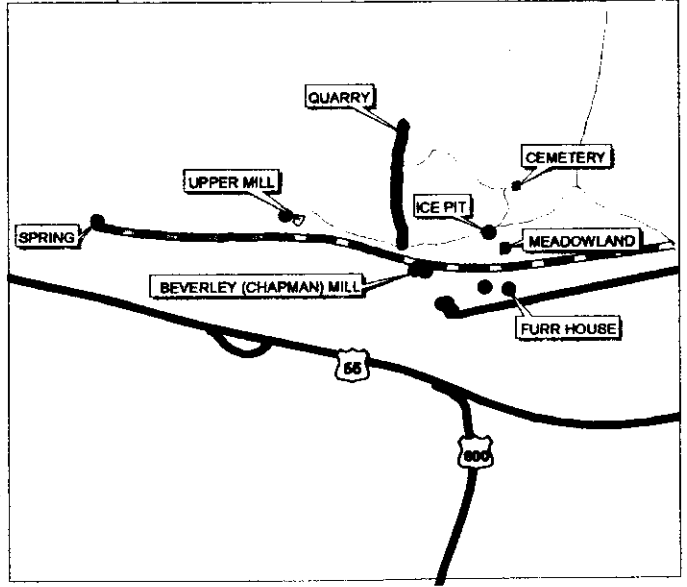 QUARRY
CEMETERY
UPPER MILL
ICE PIT
SPRING
MEADOWLAND
BEVERLEY (CHAPMAN) MILL
FURR HOUSE
55
600